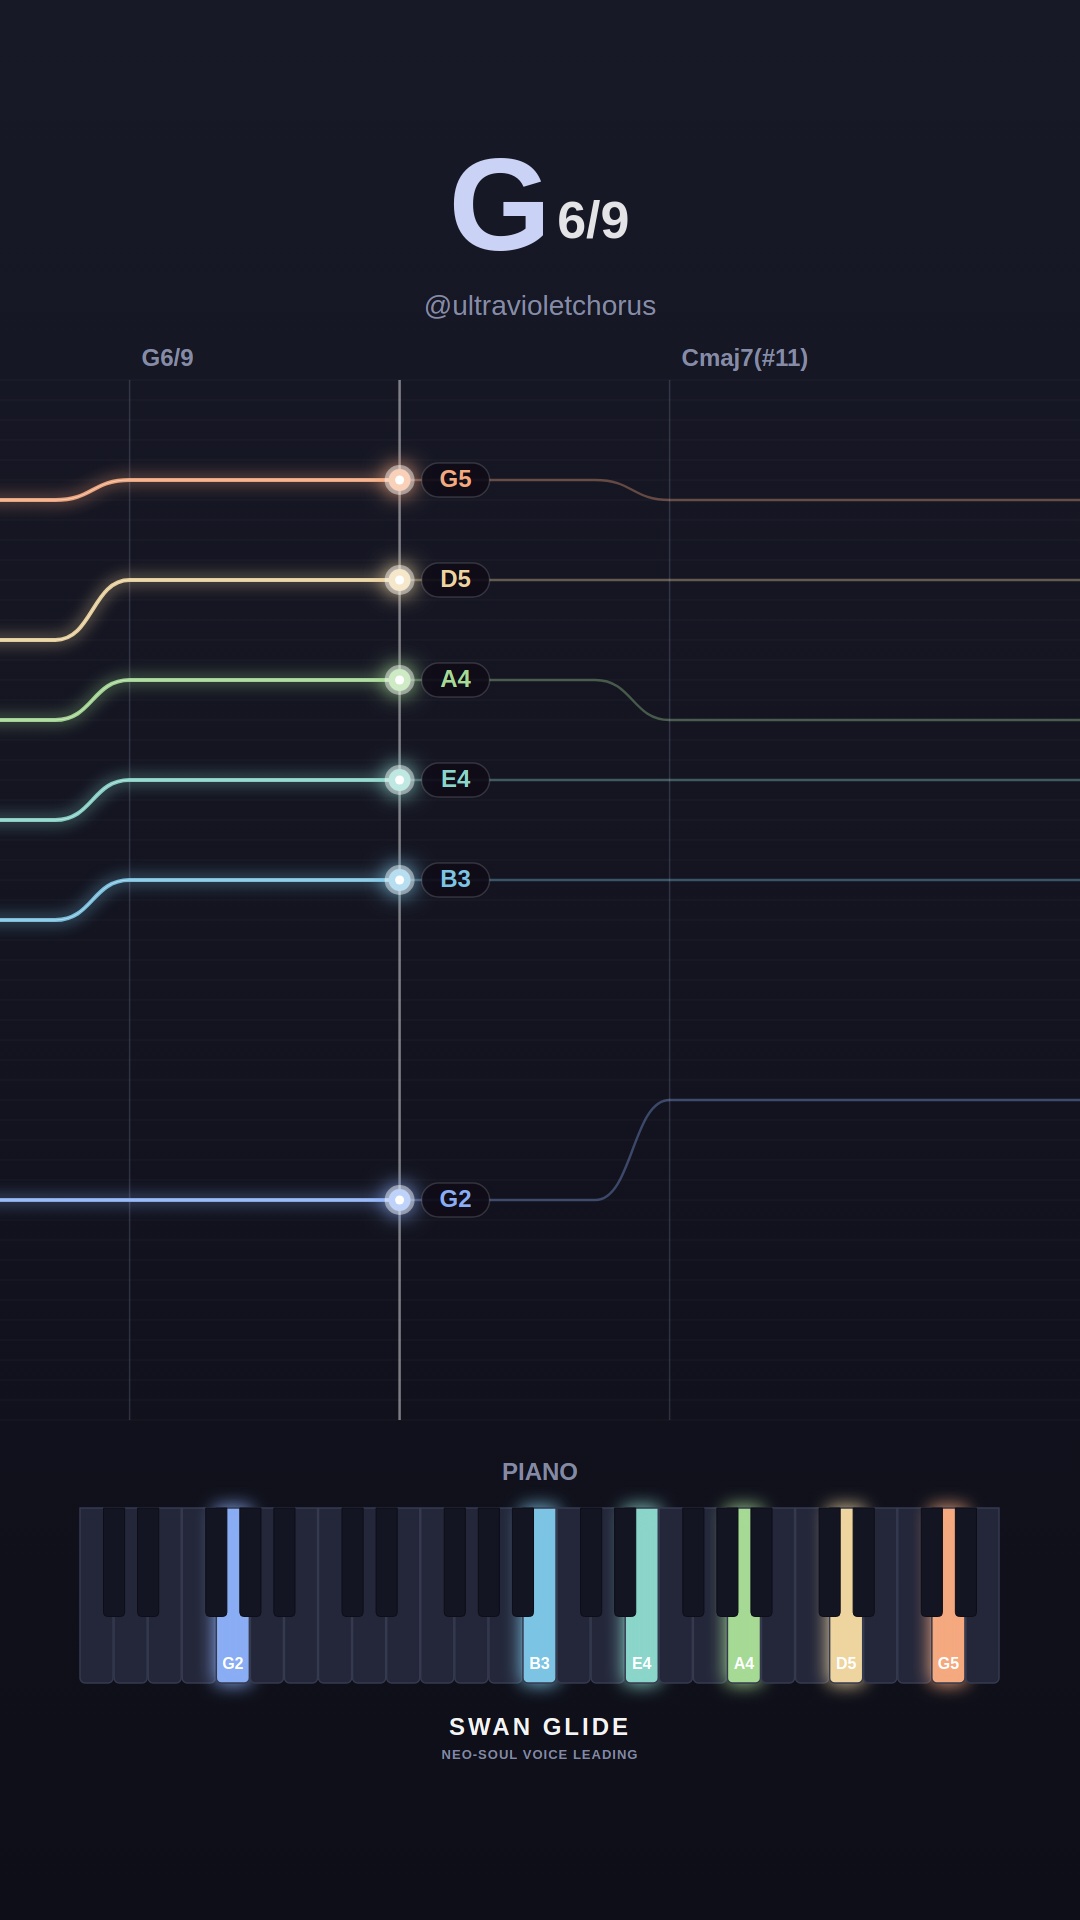 G 6/9
@ultravioletchorus
G6/9 Cmaj7(#11)
G5
D5
A4
E4
B3
G2
PIANO
G2 B3 E4 A4 D5 G5
SWAN GLIDE
NEO-SOUL VOICE LEADING